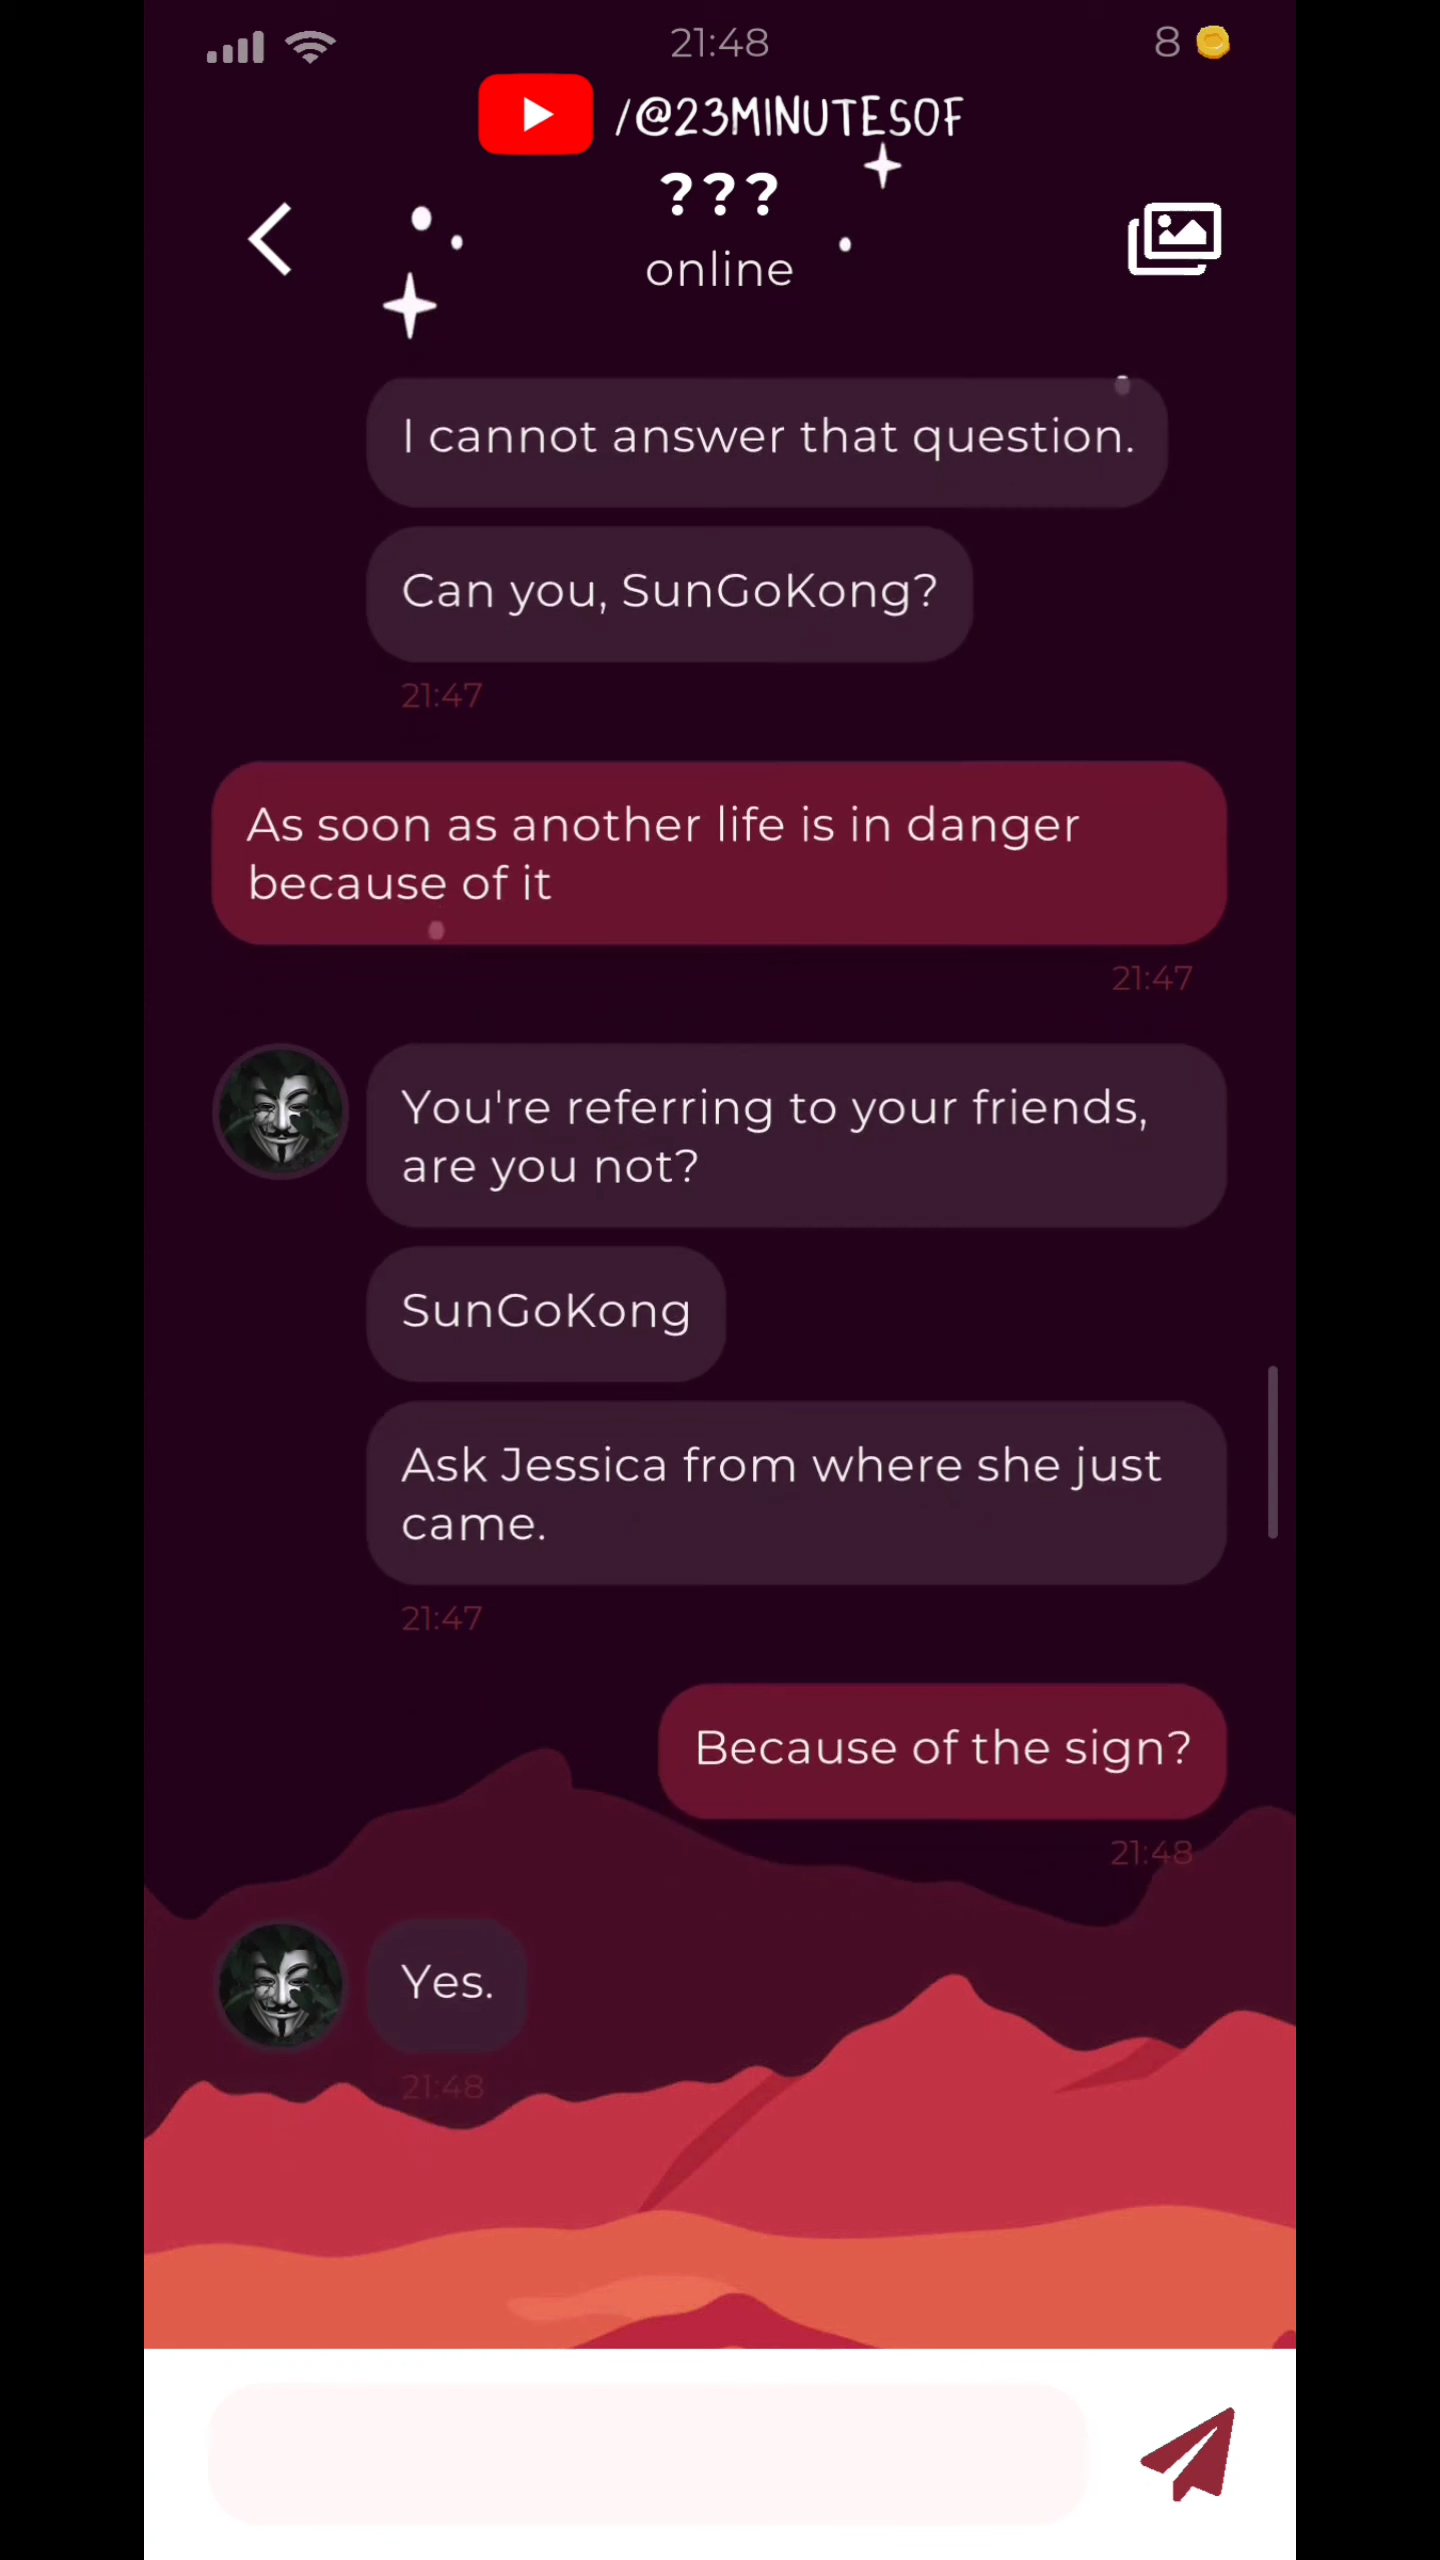 21:48
8
/@23MINUTESOF
???
online
I cannot answer that question.
Can you, SunGoKong?
21:47
As soon as another life is in danger
because of it
21:47
You're referring to your friends,
are you not?
SunGoKong
Ask Jessica from where she just
came.
21:47
Because of the sign?
21:48
Yes.
21:48